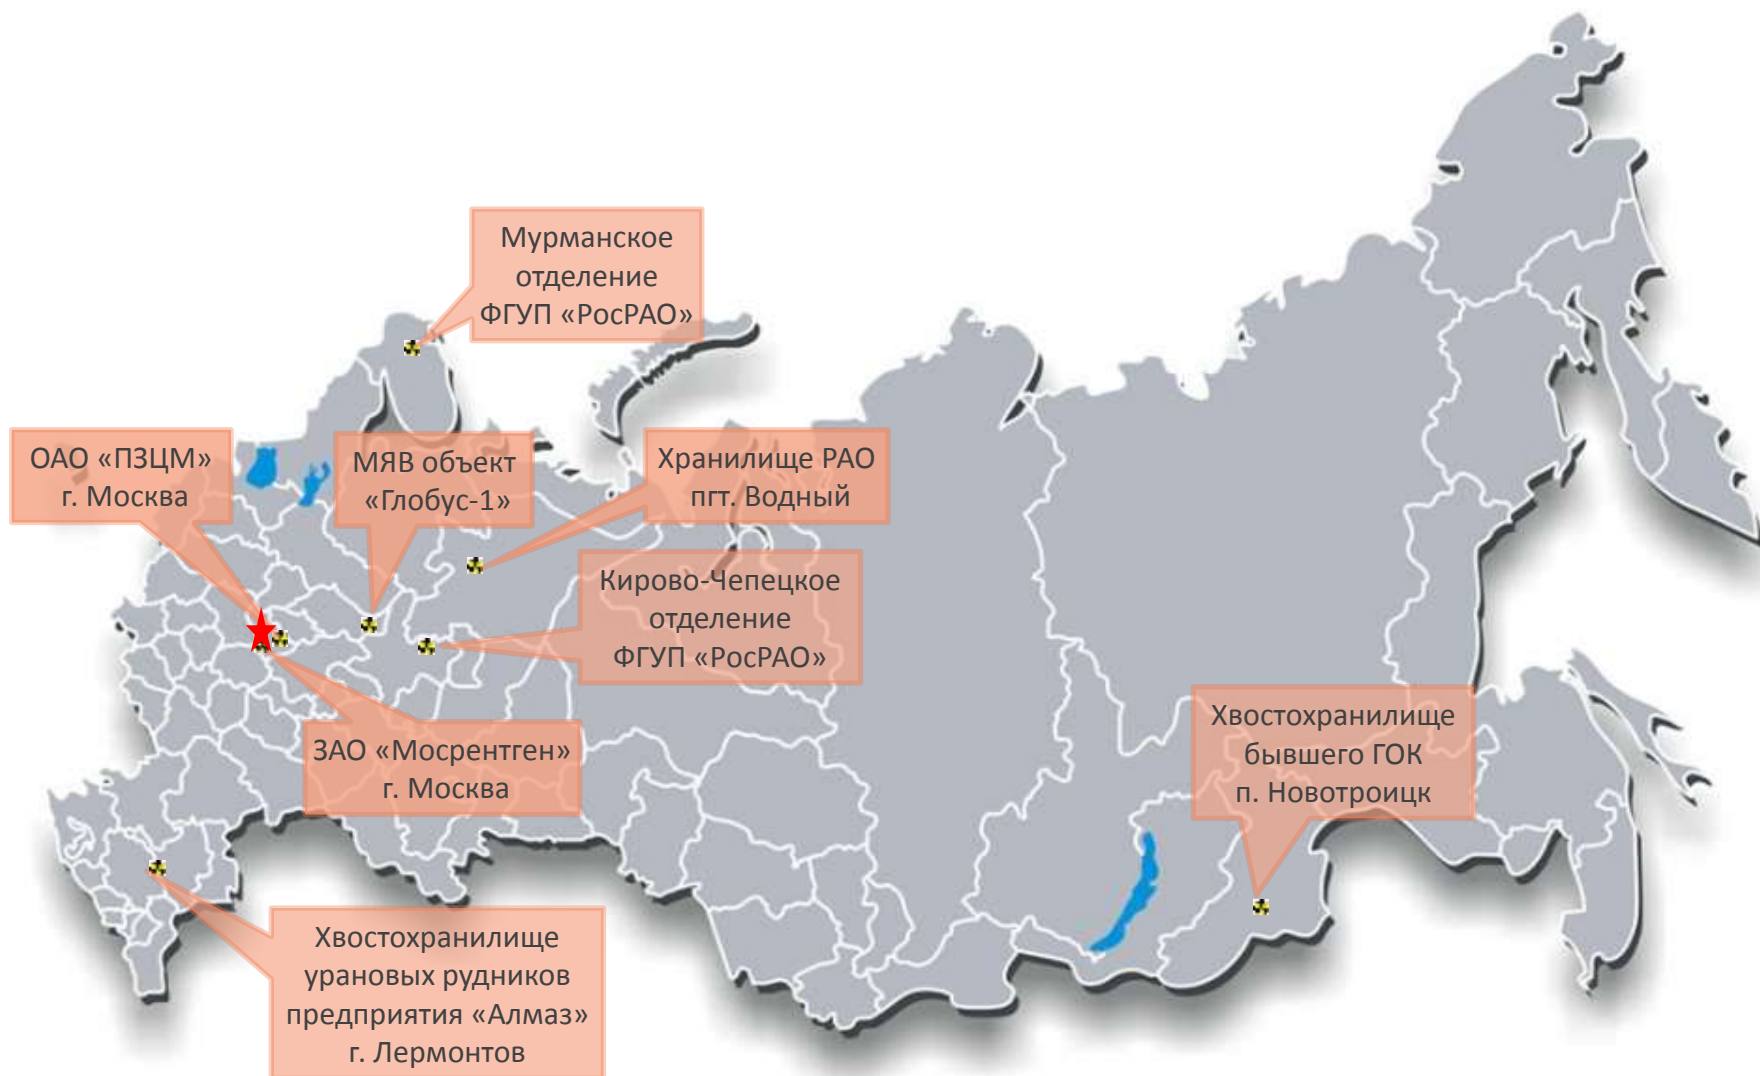 Мурманское
отделение
ФГУП «РосРАО»
ОАО «ПЗЦМ»
г. Москва
МЯВ объект
«Глобус-1»
Хранилище РАО
пгт. Водный
Кирово-Чепецкое
отделение
ФГУП «РосРАО»
ЗАО «Мосрентген»
г. Москва
Хвостохранилище
бывшего ГОК
п. Новотроицк
Хвостохранилище
урановых рудников
предприятия «Алмаз»
г. Лермонтов